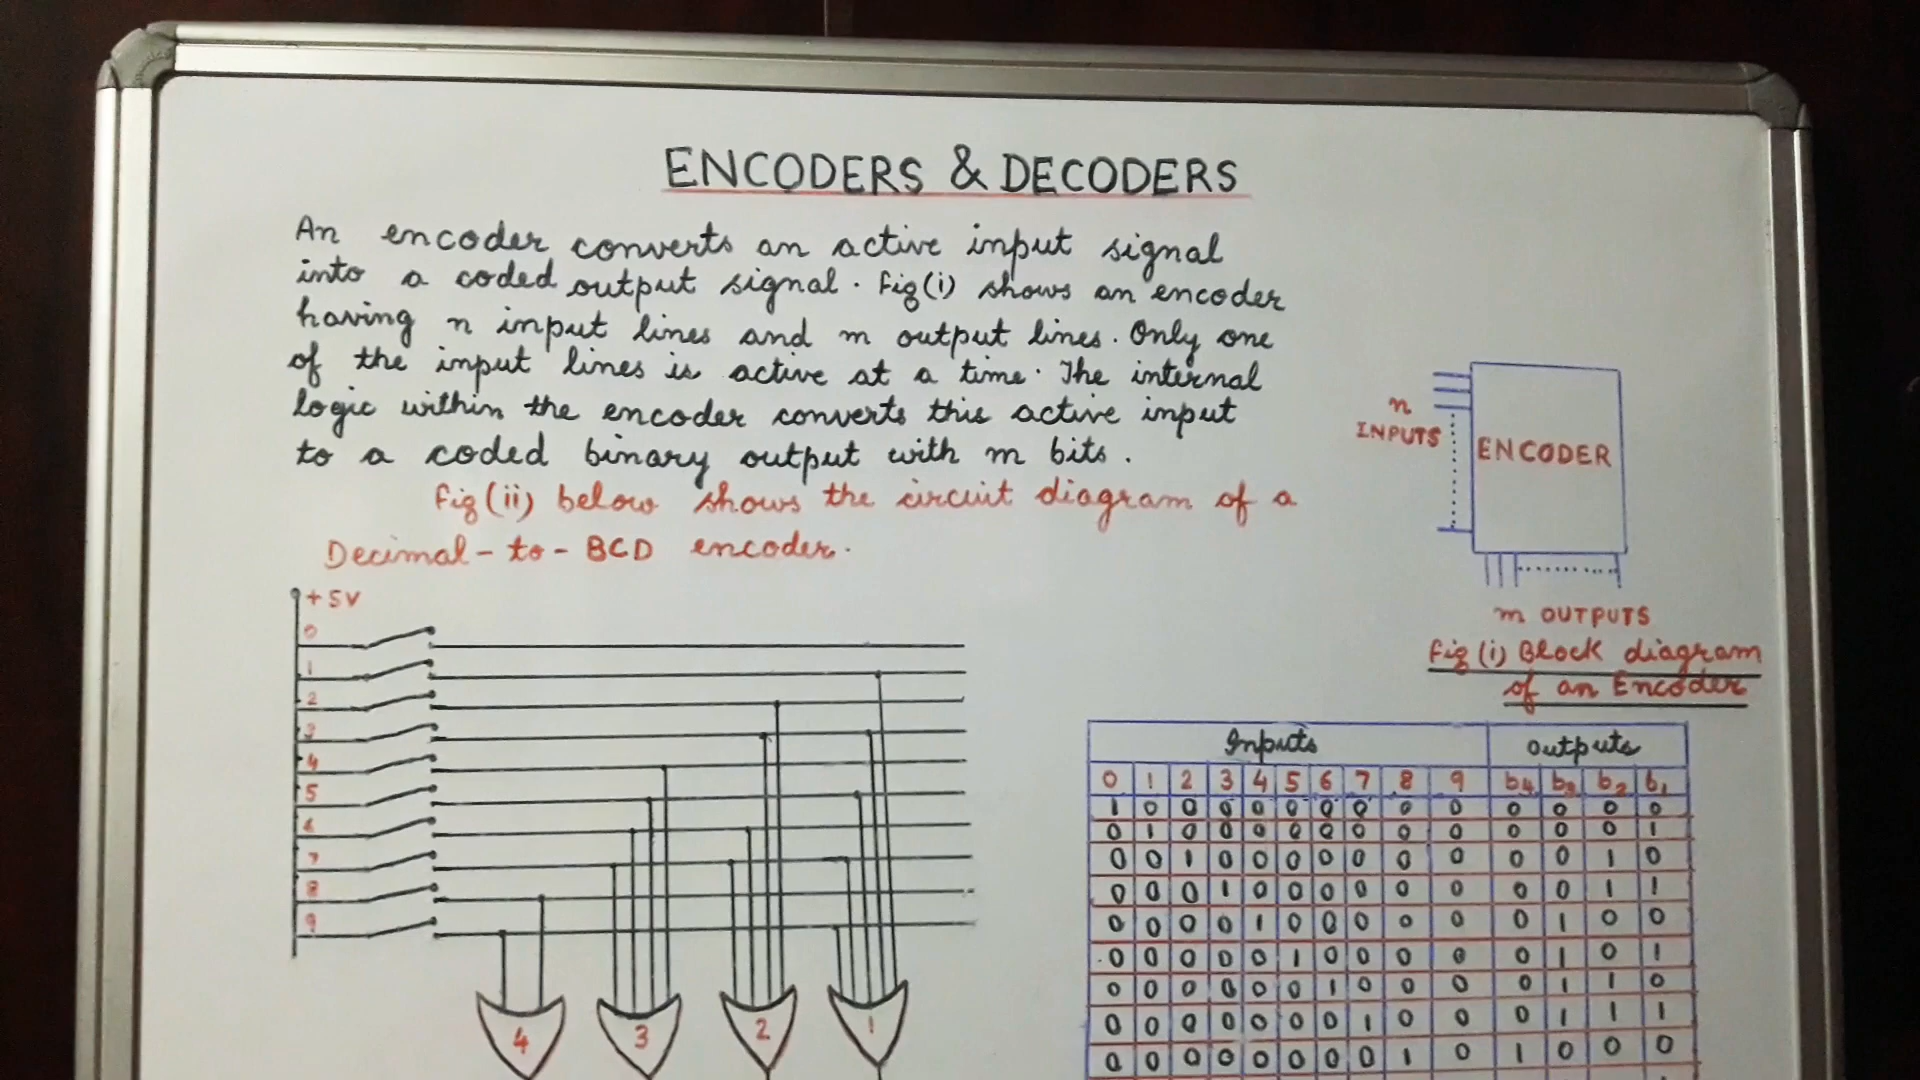 ENCODERS & DECODERS
An encoder converts an active input signal
into a coded output signal. Fig(i) shows an encoder
having n input lines and m output lines. Only one
of the input lines is active at a time. The internal
logic within the encoder converts this active input
to a coded binary output with m bits.
Fig(ii) below shows the circuit diagram of a
Decimal-to-BCD encoder.
n
INPUTS
ENCODER
m OUTPUTS
Fig(i) Block diagram
of an Encoder
+5V
0
1
2
3
4
5
6
7
8
9
4 3 2 1
Inputs Outputs
0 1 2 3 4 5 6 7 8 9 b4 b3 b2 b1
1 0 0 0 0 0 0 0 0 0 0 0 0 0
0 1 0 0 0 0 0 0 0 0 0 0 0 1
0 0 1 0 0 0 0 0 0 0 0 0 1 0
0 0 0 1 0 0 0 0 0 0 0 0 1 1
0 0 0 0 1 0 0 0 0 0 0 1 0 0
0 0 0 0 0 1 0 0 0 0 0 1 0 1
0 0 0 0 0 0 1 0 0 0 0 1 1 0
0 0 0 0 0 0 0 1 0 0 0 1 1 1
0 0 0 0 0 0 0 0 1 0 1 0 0 0